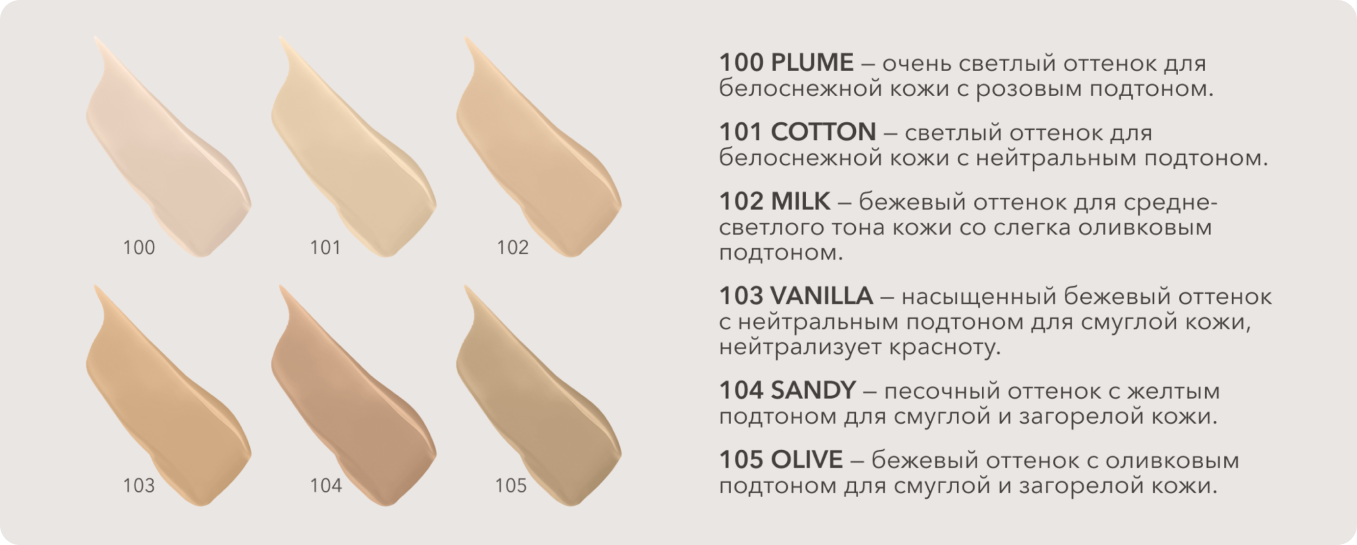 100
101
102
103
104
105
100 PLUME – очень светлый оттенок для
белоснежной кожи с розовым подтоном.
101 COTTON – светлый оттенок для
белоснежной кожи с нейтральным подтоном.
102 MILK – бежевый оттенок для средне-
светлого тона кожи со слегка оливковым
подтоном.
103 VANILLA – насыщенный бежевый оттенок
с нейтральным подтоном для смуглой кожи,
нейтрализует красноту.
104 SANDY – песочный оттенок с желтым
подтоном для смуглой и загорелой кожи.
105 OLIVE – бежевый оттенок с оливковым
подтоном для смуглой и загорелой кожи.